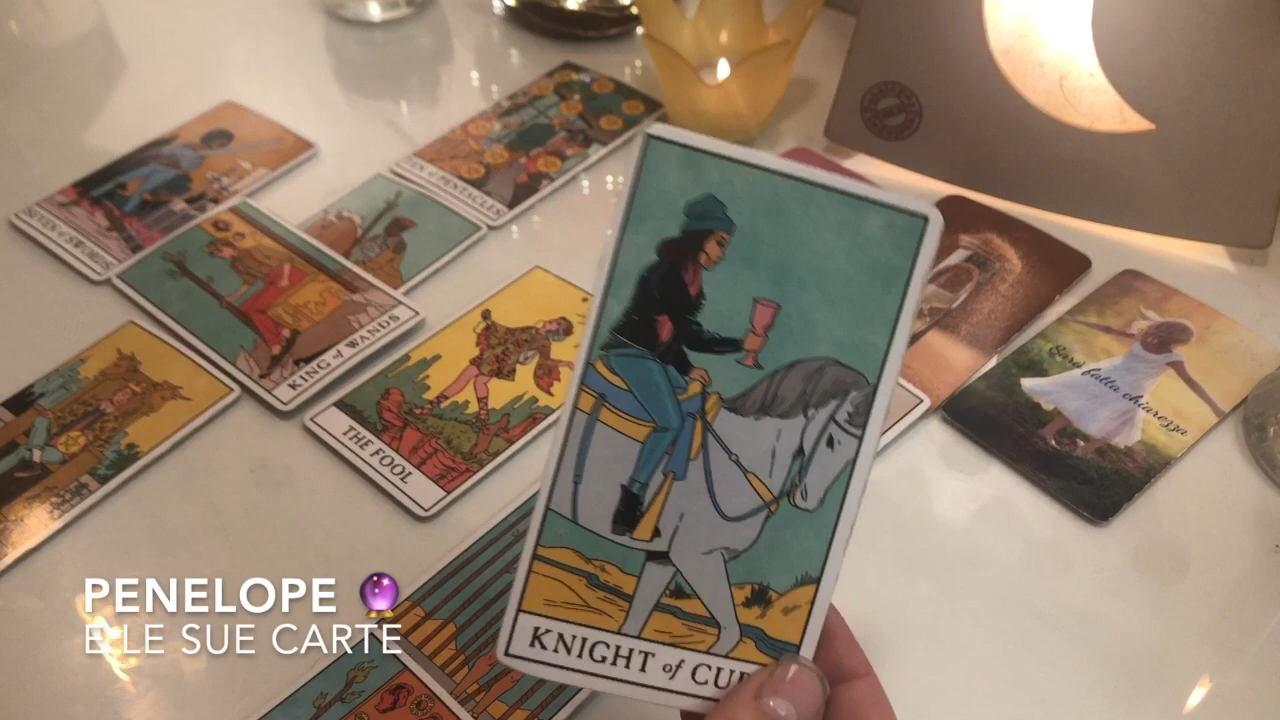 TEN of PENTACLES
SEVEN of SWORDS
KING of WANDS
THE FOOL
Sarà fatta chiarezza
KNIGHT of CUP
PENELOPE 🔮
E LE SUE CARTE